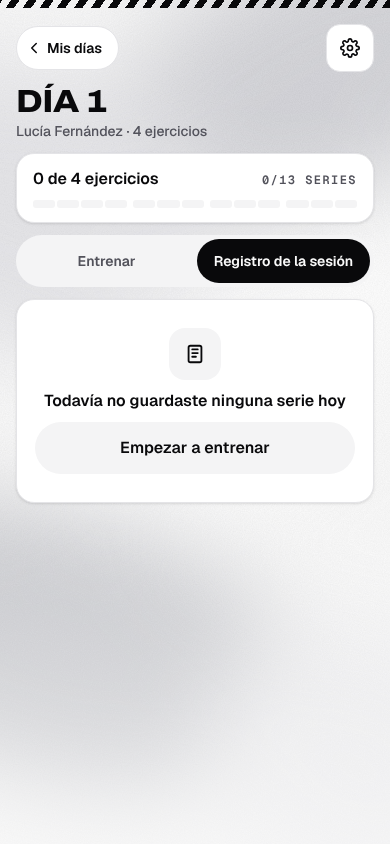 Mis días
DÍA 1
Lucía Fernández · 4 ejercicios
0 de 4 ejercicios
0/13 SERIES
Entrenar
Registro de la sesión
Todavía no guardaste ninguna serie hoy
Empezar a entrenar